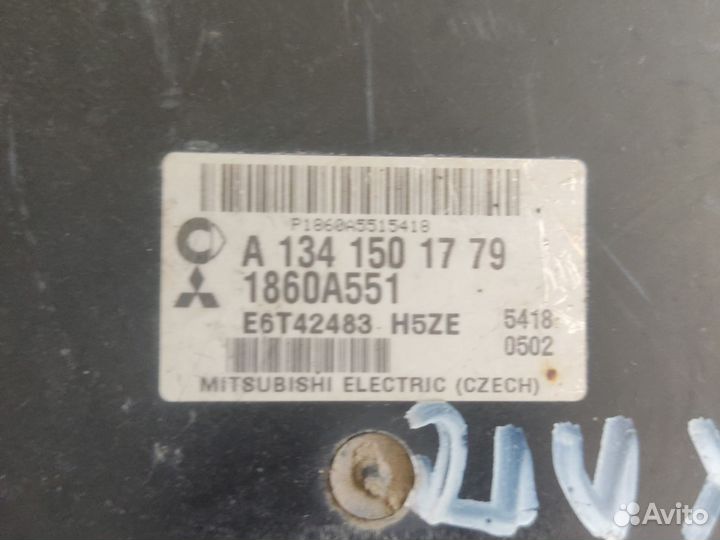 P1860A5515418
A 134 150 17 79
1860A551
E6T42483 H5ZE
5418
0502
MITSUBISHI ELECTRIC (CZECH)
Avito